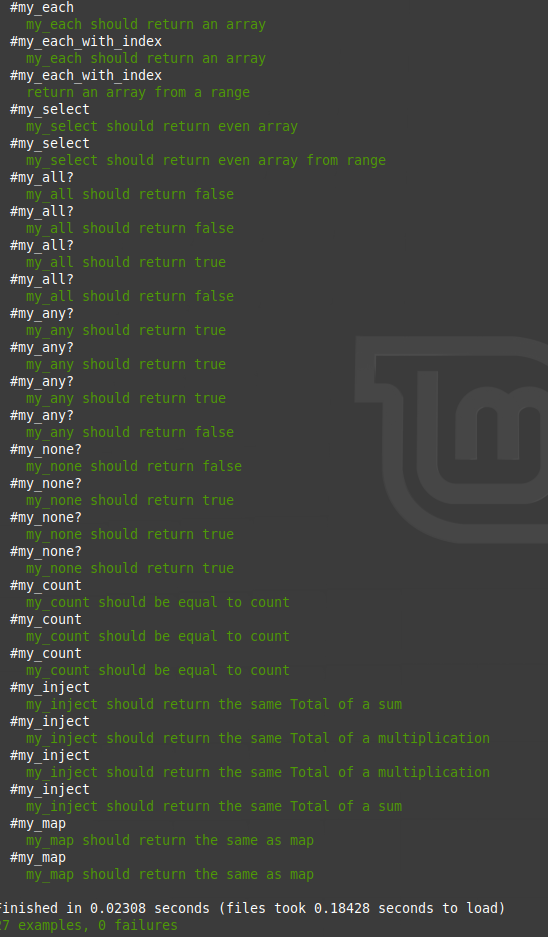 #my_each
my_each should return an array
#my_each_with_index
my_each should return an array
#my_each_with_index
return an array from a range
#my_select
my_select should return even array
#my_select
my_select should return even array from range
#my_all?
my_all should return false
#my_all?
my_all should return false
#my_all?
my_all should return true
#my_all?
my_all should return false
#my_any?
my_any should return true
#my_any?
my_any should return true
#my_any?
my_any should return true
#my_any?
my_any should return false
#my_none?
my_none should return false
#my_none?
my_none should return true
#my_none?
my_none should return true
#my_none?
my_none should return true
#my_count
my_count should be equal to count
#my_count
my_count should be equal to count
#my_count
my_count should be equal to count
#my_inject
my_inject should return the same Total of a sum
#my_inject
my_inject should return the same Total of a multiplication
#my_inject
my_inject should return the same Total of a multiplication
#my_inject
my_inject should return the same Total of a sum
#my_map
my_map should return the same as map
#my_map
my_map should return the same as map
Finished in 0.02308 seconds (files took 0.18428 seconds to load)
27 examples, 0 failures